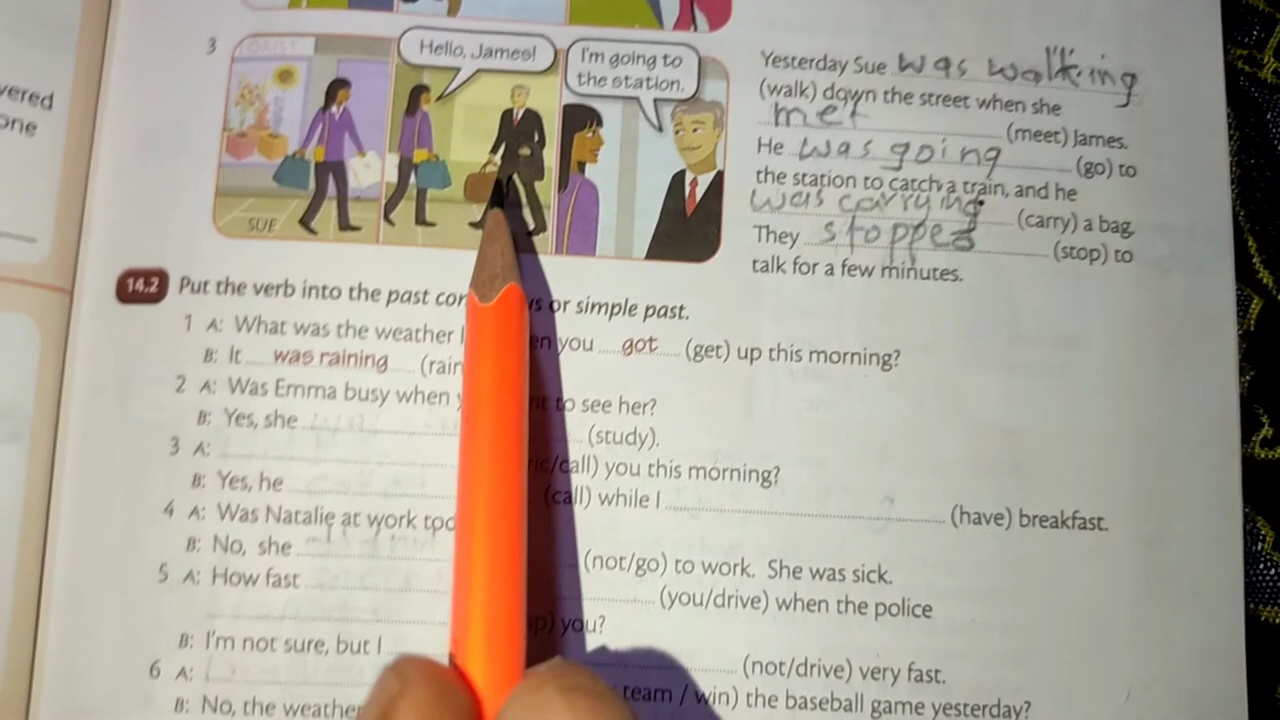 vered
one
3
FLORIST
Hello, James!
I'm going to
the station.
SUE
Yesterday Sue was walking
(walk) down the street when she
met (meet) James.
He was going (go) to
the station to catch a train, and he
was carrying (carry) a bag.
They stopped (stop) to
talk for a few minutes.
14.2 Put the verb into the past con s or simple past.
1 A: What was the weather en you got (get) up this morning?
B: It was raining (rain
2 A: Was Emma busy when to see her?
B: Yes, she (study).
3 A: /call) you this morning?
B: Yes, he (call) while I (have) breakfast.
4 A: Was Natalie at work tod
B: No, she (not/go) to work. She was sick.
5 A: How fast (you/drive) when the police
p) you?
B: I'm not sure, but I (not/drive) very fast.
6 A: team / win) the baseball game yesterday?
B: No, the weather